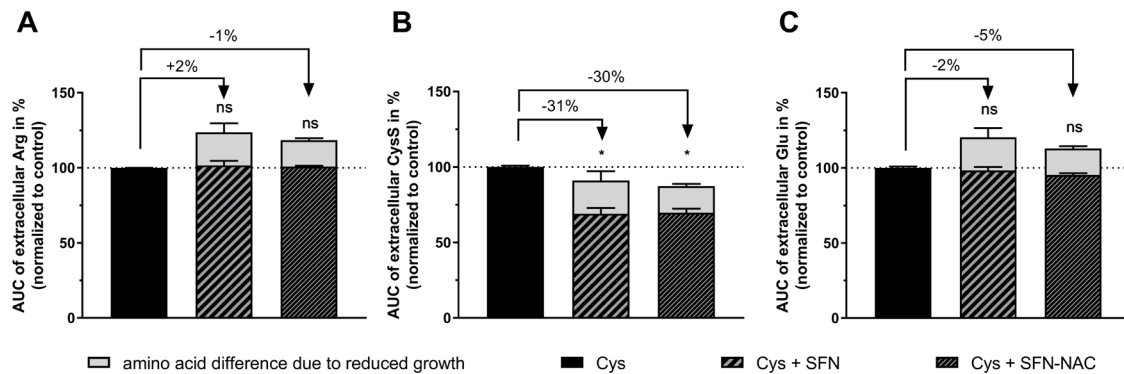 A
AUC of extracellular Arg in %
(normalized to control)
150
100
50
0
-1%
+2%
ns
ns
B
AUC of extracellular CysS in %
(normalized to control)
150
100
50
0
-30%
-31%
*
*
C
AUC of extracellular Glu in %
(normalized to control)
150
100
50
0
-5%
-2%
ns
ns
amino acid difference due to reduced growth
Cys
Cys + SFN
Cys + SFN-NAC